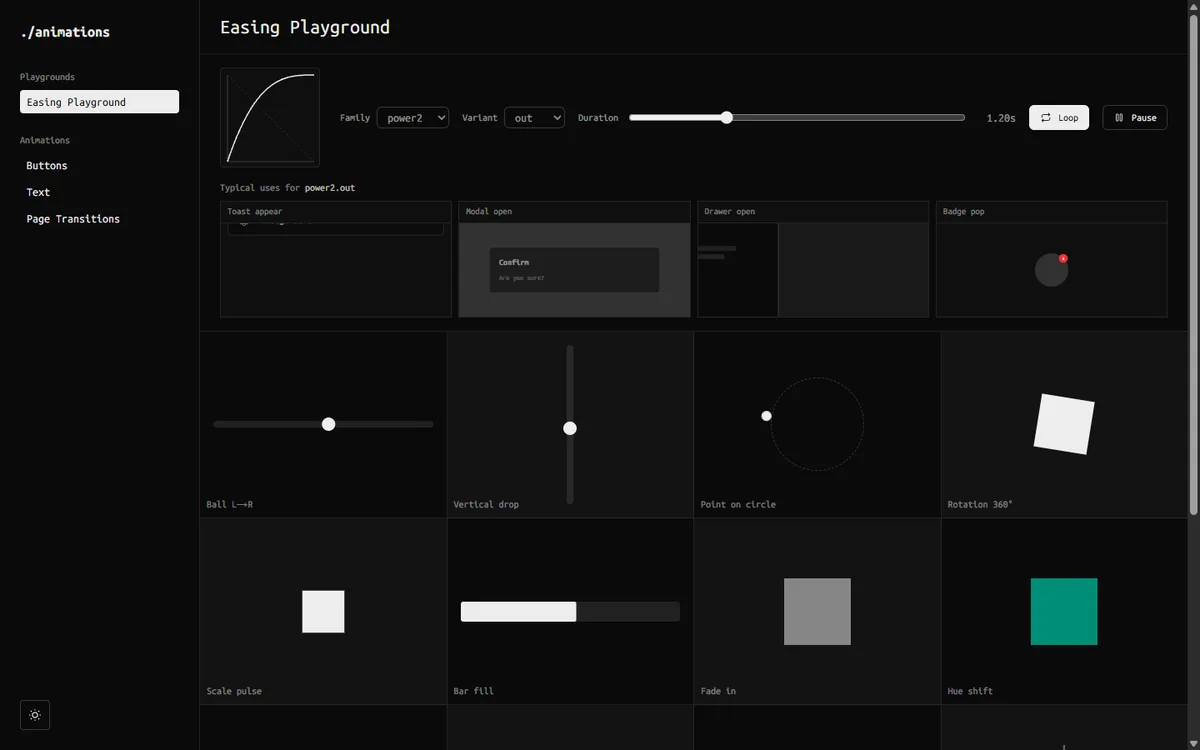 ./animations
Easing Playground
Playgrounds
Easing Playground
Family
power2
Variant
out
Duration
1.20s
Loop
Pause
Animations
Buttons
Text
Page Transitions
Typical uses for power2.out
Toast appear
Modal open
Drawer open
Badge pop
Confirm
Are you sure?
Ball L→R
Vertical drop
Point on circle
Rotation 360°
Scale pulse
Bar fill
Fade in
Hue shift